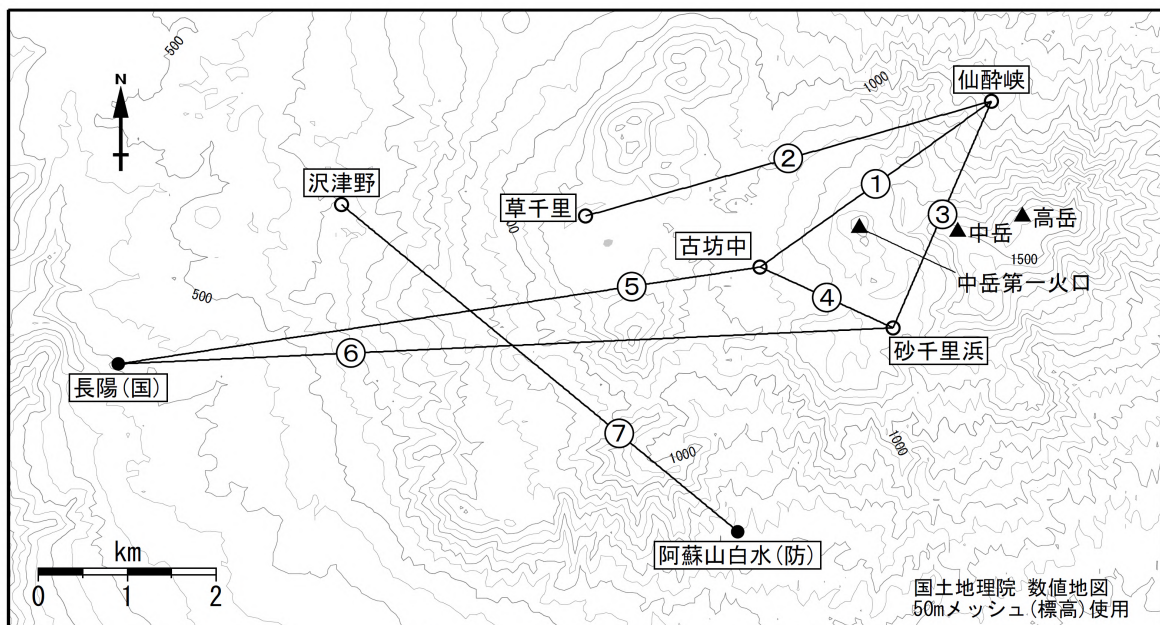 N
500
1000
仙酔峡
②
①
沢津野
草千里
③
高岳
中岳
古坊中
1500
中岳第一火口
⑤
④
500
砂千里浜
⑥
長陽(国)
⑦
1000
1000
阿蘇山白水(防)
km
0 1 2
国土地理院 数値地図
50mメッシュ(標高)使用